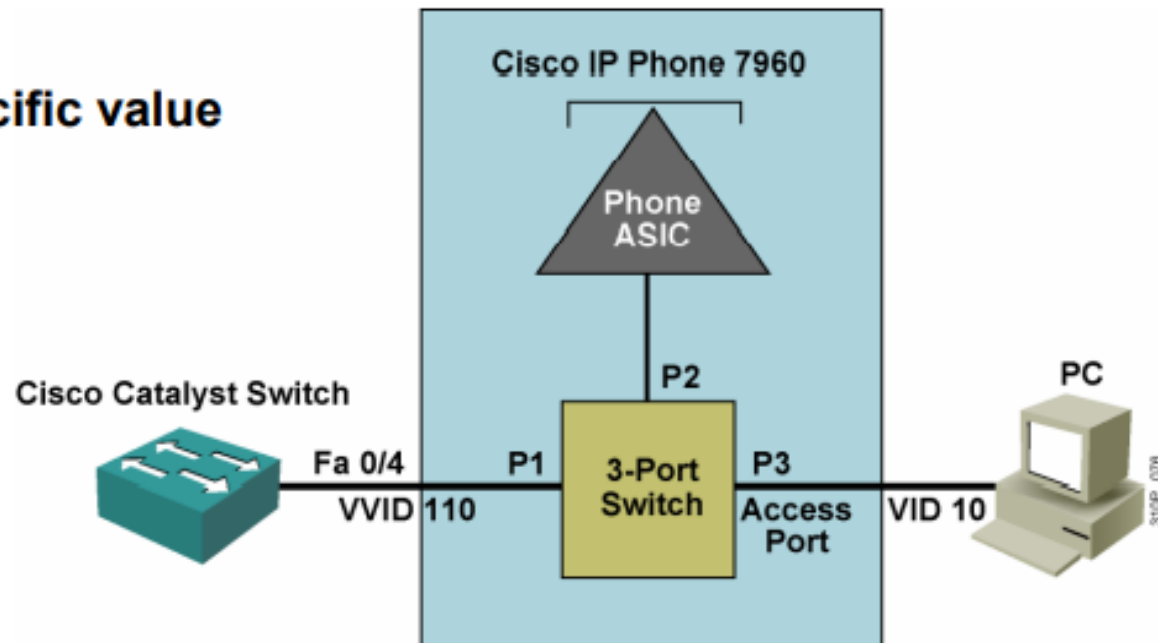 cific value
Cisco IP Phone 7960
Phone
ASIC
P2
PC
Cisco Catalyst Switch
Fa 0/4
P1
3-Port
Switch
P3
VVID 110
Access
Port
VID 10